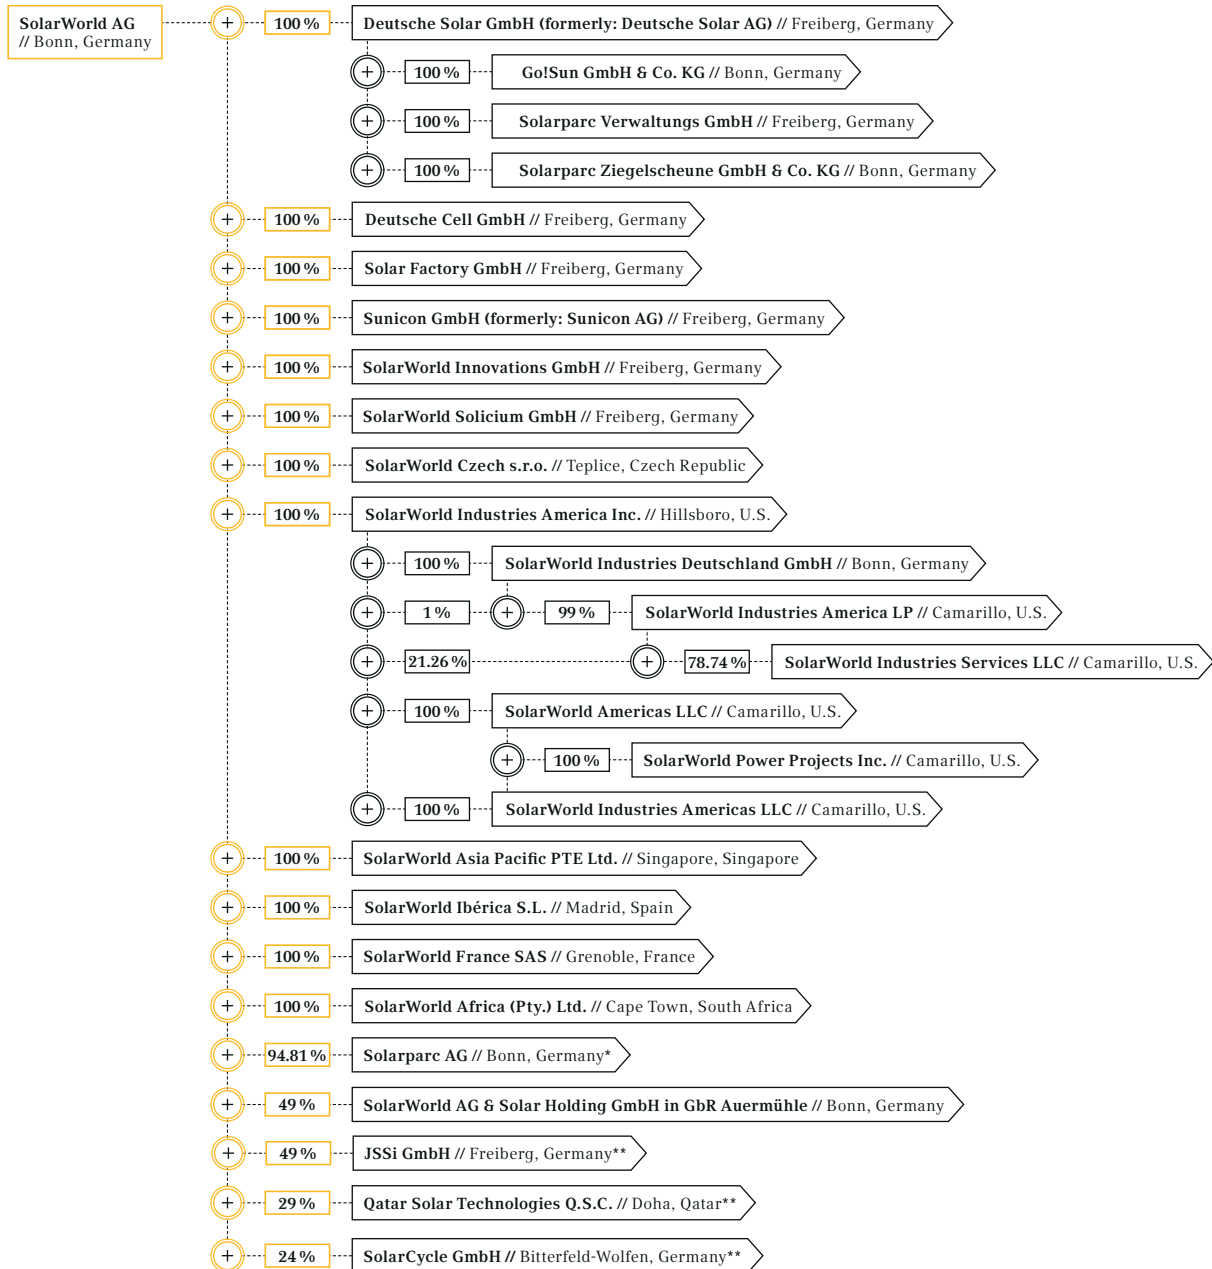 SolarWorld AG
// Bonn, Germany
+ 100 % Deutsche Solar GmbH (formerly: Deutsche Solar AG) // Freiberg, Germany
+ 100 % Go!Sun GmbH & Co. KG // Bonn, Germany
+ 100 % Solarparc Verwaltungs GmbH // Freiberg, Germany
+ 100 % Solarparc Ziegelscheune GmbH & Co. KG // Bonn, Germany
+ 100 % Deutsche Cell GmbH // Freiberg, Germany
+ 100 % Solar Factory GmbH // Freiberg, Germany
+ 100 % Sunicon GmbH (formerly: Sunicon AG) // Freiberg, Germany
+ 100 % SolarWorld Innovations GmbH // Freiberg, Germany
+ 100 % SolarWorld Solicium GmbH // Freiberg, Germany
+ 100 % SolarWorld Czech s.r.o. // Teplice, Czech Republic
+ 100 % SolarWorld Industries America Inc. // Hillsboro, U.S.
+ 100 % SolarWorld Industries Deutschland GmbH // Bonn, Germany
+ 1 % + 99 % SolarWorld Industries America LP // Camarillo, U.S.
+ 21.26 % + 78.74 % SolarWorld Industries Services LLC // Camarillo, U.S.
+ 100 % SolarWorld Americas LLC // Camarillo, U.S.
+ 100 % SolarWorld Power Projects Inc. // Camarillo, U.S.
+ 100 % SolarWorld Industries Americas LLC // Camarillo, U.S.
+ 100 % SolarWorld Asia Pacific PTE Ltd. // Singapore, Singapore
+ 100 % SolarWorld Ibérica S.L. // Madrid, Spain
+ 100 % SolarWorld France SAS // Grenoble, France
+ 100 % SolarWorld Africa (Pty.) Ltd. // Cape Town, South Africa
+ 94.81 % Solarparc AG // Bonn, Germany*
+ 49 % SolarWorld AG & Solar Holding GmbH in GbR Auermühle // Bonn, Germany
+ 49 % JSSi GmbH // Freiberg, Germany**
+ 29 % Qatar Solar Technologies Q.S.C. // Doha, Qatar**
+ 24 % SolarCycle GmbH // Bitterfeld-Wolfen, Germany**